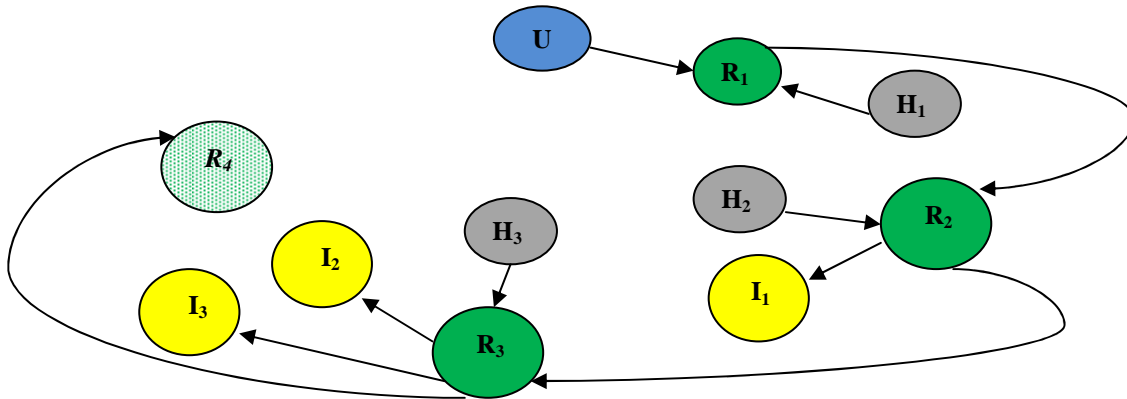 U
R₁
H₁
R₄
H₂
R₂
H₃
I₂
I₁
I₃
R₃